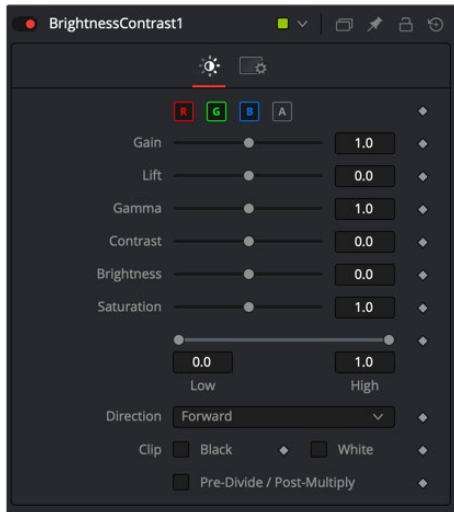 BrightnessContrast1
R G B A
Gain 1.0
Lift 0.0
Gamma 1.0
Contrast 0.0
Brightness 0.0
Saturation 1.0
0.0 1.0
Low High
Direction Forward
Clip Black White
Pre-Divide / Post-Multiply